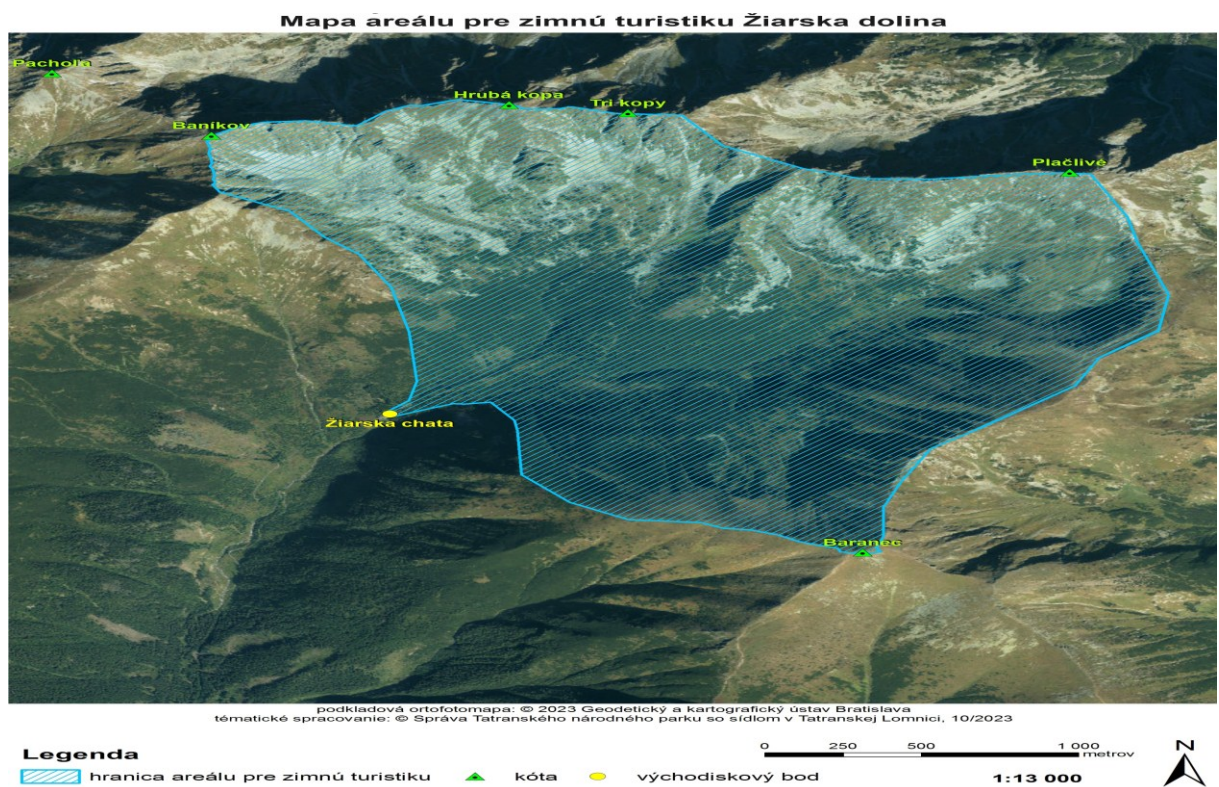 Mapa areálu pre zimnú turistiku Žiarska dolina
Pachoľa
Hrubá kopa
Tri kopy
Baníkov
Plačlivé
Žiarska chata
Baranec
podkladová ortofotomapa: © 2023 Geodetický a kartografický ústav Bratislava
tématické spracovanie: © Správa Tatranského národného parku so sídlom v Tatranskej Lomnici, 10/2023
Legenda
hranica areálu pre zimnú turistiku
kóta
východiskový bod
0 250 500 1 000
metrov
1:13 000
N